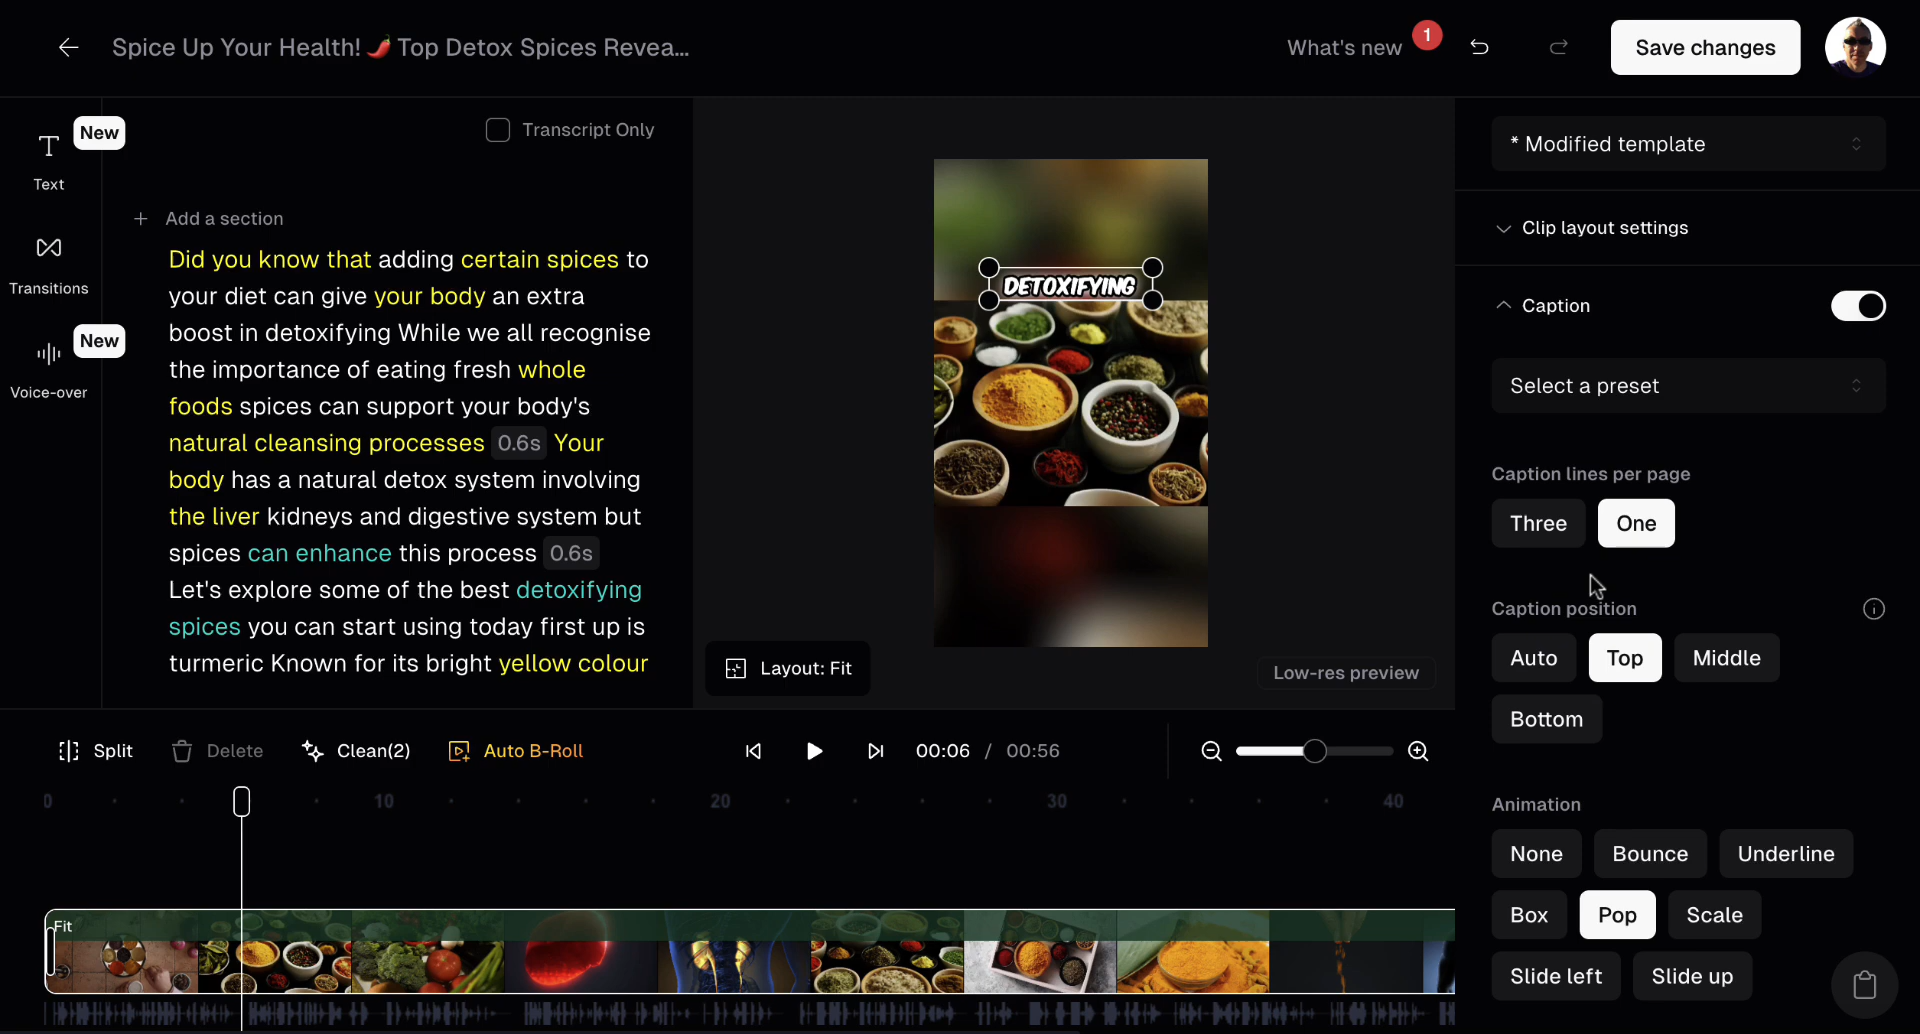 Spice Up Your Health! 🌶️ Top Detox Spices Revea...
What's new
1
Save changes
New
Text
Transitions
New
Voice-over
Transcript Only
+ Add a section
Did you know that adding certain spices to
your diet can give your body an extra
boost in detoxifying While we all recognise
the importance of eating fresh whole
foods spices can support your body's
natural cleansing processes 0.6s Your
body has a natural detox system involving
the liver kidneys and digestive system but
spices can enhance this process 0.6s
Let's explore some of the best detoxifying
spices you can start using today first up is
turmeric Known for its bright yellow colour
DETOXIFYING
Layout: Fit
Low-res preview
* Modified template
Clip layout settings
Caption
Select a preset
Caption lines per page
Three One
Caption position
Auto Top Middle
Bottom
Animation
None Bounce Underline
Box Pop Scale
Slide left Slide up
Split Delete Clean(2) Auto B-Roll 00:06 / 00:56
0 10 20 30 40
Fit